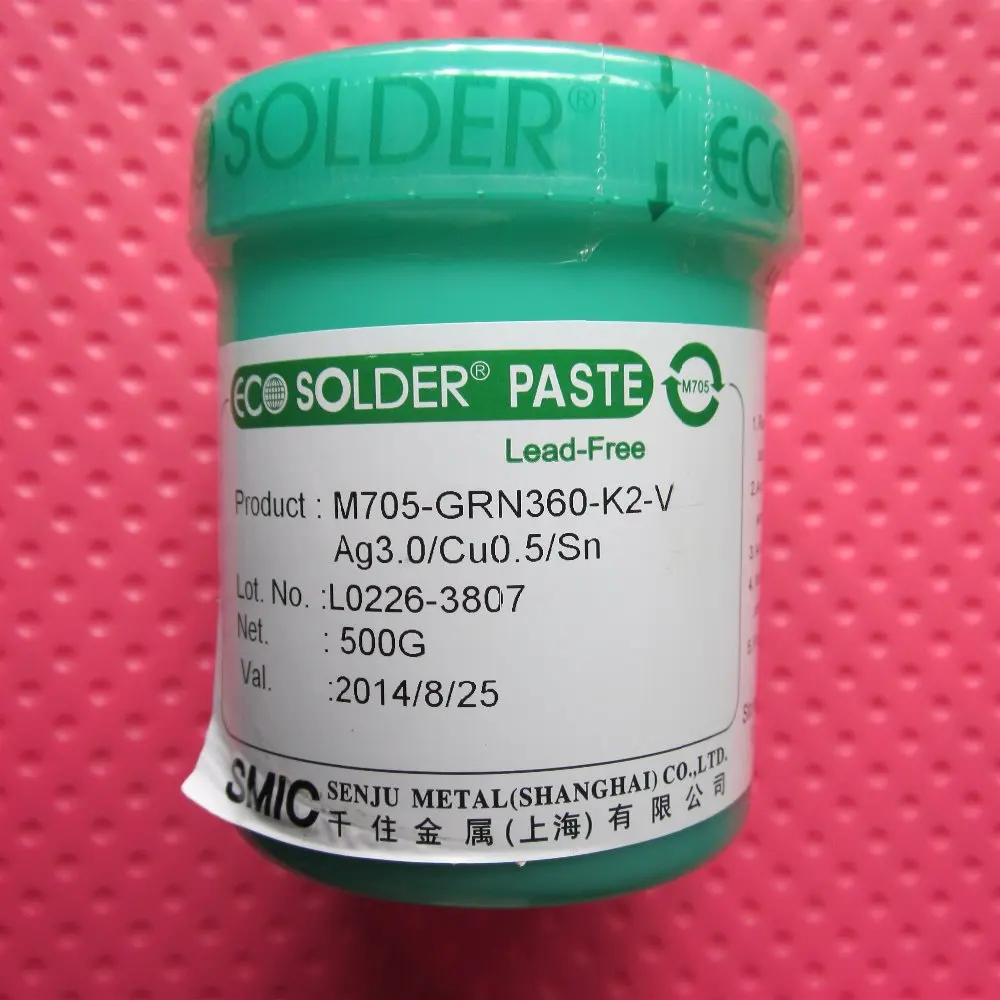 ECO SOLDER® ECO
ECO SOLDER® PASTE M705
Lead-Free
Product : M705-GRN360-K2-V
Ag3.0/Cu0.5/Sn
Lot. No. :L0226-3807
Net. : 500G
Val. :2014/8/25
SMIC SENJU METAL(SHANGHAI) CO.,LTD.
千住金属(上海)有限公司